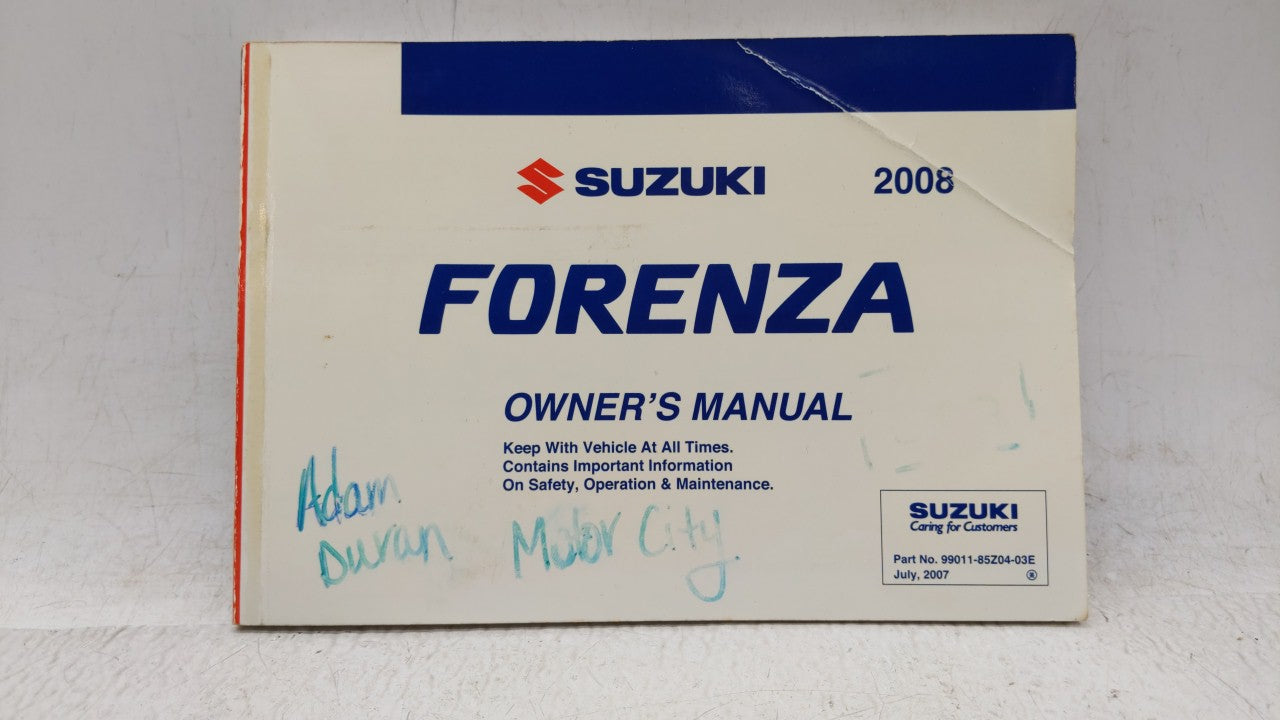 SUZUKI 2008
FORENZA
OWNER'S MANUAL
Keep With Vehicle At All Times.
Contains Important Information
On Safety, Operation & Maintenance.
Adam
Duran Motor City
SUZUKI
Caring for Customers
Part No. 99011-85Z04-03E
July, 2007